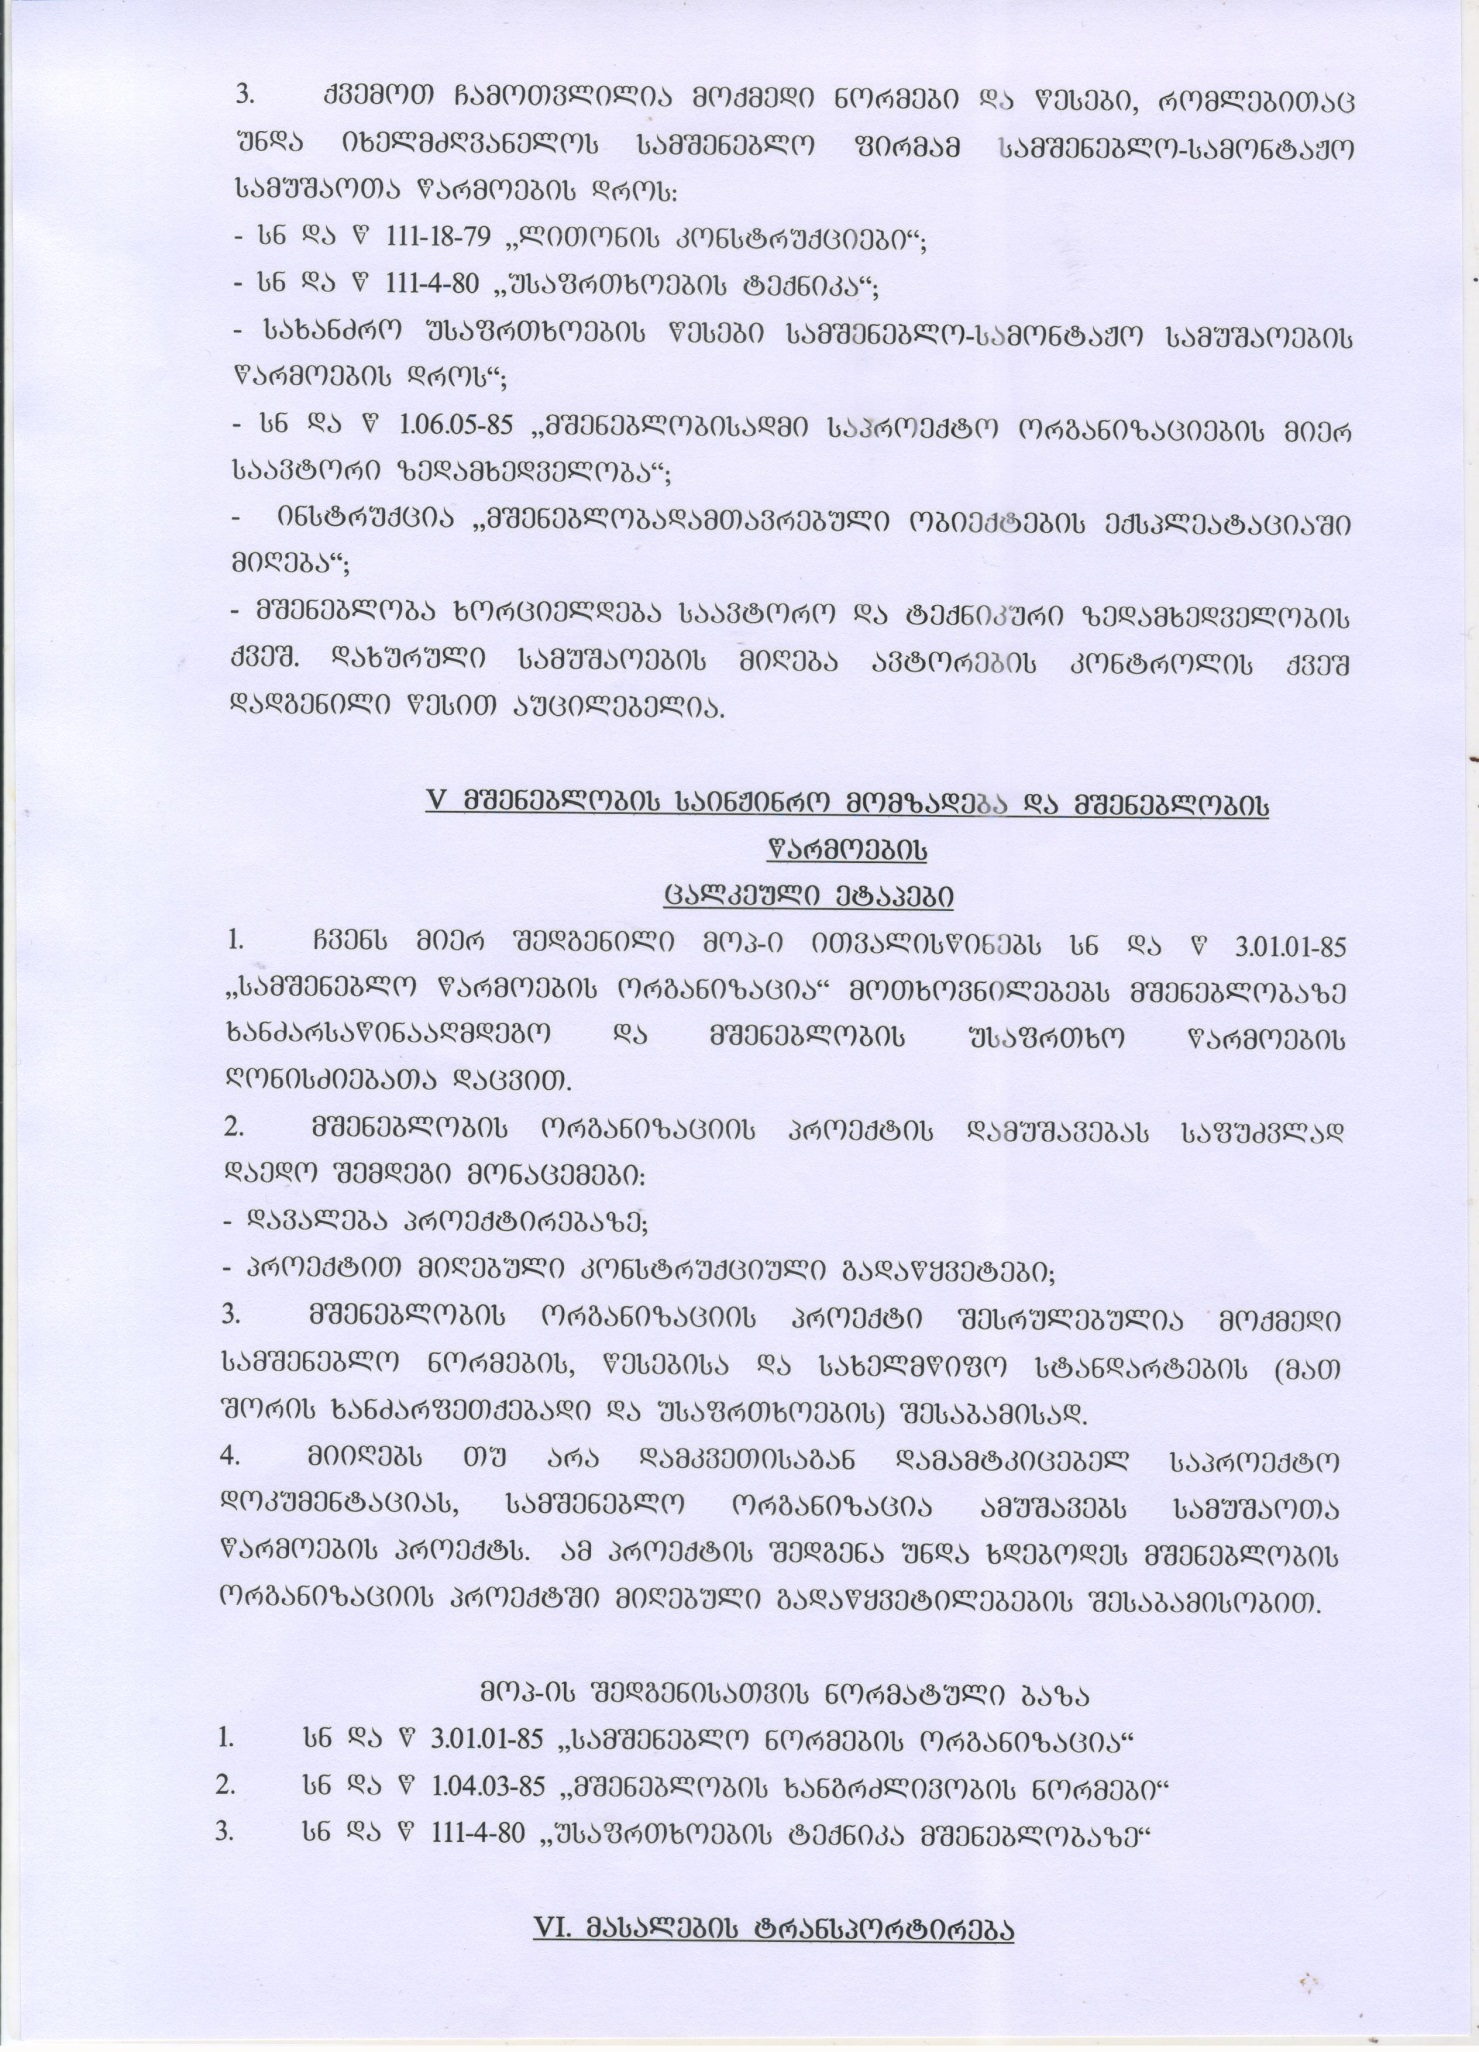 3. ქვემოთ ჩამოთვლილია მოქმედი ნორმები და წესები, რომლებითაც
უნდა იხელმძღვანელოს სამშენებლო ფირმამ სამშენებლო-სამონტაჟო
სამუშაოთა წარმოების დროს:
- სნ და წ 111-18-79 „ლითონის კონსტრუქციები“;
- სნ და წ 111-4-80 „უსაფრთხოების ტექნიკა“;
- სახანძრო უსაფრთხოების წესები სამშენებლო-სამონტაჟო სამუშაოების
წარმოების დროს“;
- სნ და წ 1.06.05-85 „მშენებლობისადმი საპროექტო ორგანიზაციების მიერ
საავტორი ზედამხედველობა“;
- ინსტრუქცია „მშენებლობადამთავრებული ობიექტების ექსპლეატაციაში
მიღება“;
- მშენებლობა ხორციელდება საავტორო და ტექნიკური ზედამხედველობის
ქვეშ. დახურული სამუშაოების მიღება ავტორების კონტროლის ქვეშ
დადგენილი წესით აუცილებელია.
V მშენებლობის საინჟინრო მომზადება და მშენებლობის
წარმოების
ცალკეული ეტაპები
1. ჩვენს მიერ შედგენილი მოპ-ი ითვალისწინებს სნ და წ 3.01.01-85
„სამშენებლო წარმოების ორგანიზაცია“ მოთხოვნილებებს მშენებლობაზე
ხანძარსაწინააღმდეგო და მშენებლობის უსაფრთხო წარმოების
ღონისძიებათა დაცვით.
2. მშენებლობის ორგანიზაციის პროექტის დამუშავებას საფუძვლად
დაედო შემდეგი მონაცემები:
- დავალება პროექტირებაზე;
- პროექტით მიღებული კონსტრუქციული გადაწყვეტები;
3. მშენებლობის ორგანიზაციის პროექტი შესრულებულია მოქმედი
სამშენებლო ნორმების, წესებისა და სახელმწიფო სტანდარტების (მათ
შორის ხანძარფეთქებადი და უსაფრთხოების) შესაბამისად.
4. მიიღებს თუ არა დამკვეთისაგან დამამტკიცებელ საპროექტო
დოკუმენტაციას, სამშენებლო ორგანიზაცია ამუშავებს სამუშაოთა
წარმოების პროექტს. ამ პროექტის შედგენა უნდა ხდებოდეს მშენებლობის
ორგანიზაციის პროექტში მიღებული გადაწყვეტილებების შესაბამისობით.
მოპ-ის შედგენისათვის ნორმატული ბაზა
1. სნ და წ 3.01.01-85 „სამშენებლო ნორმების ორგანიზაცია“
2. სნ და წ 1.04.03-85 „მშენებლობის ხანგრძლივობის ნორმები“
3. სნ და წ 111-4-80 „უსაფრთხოების ტექნიკა მშენებლობაზე“
VI. მასალების ტრანსპორტირება